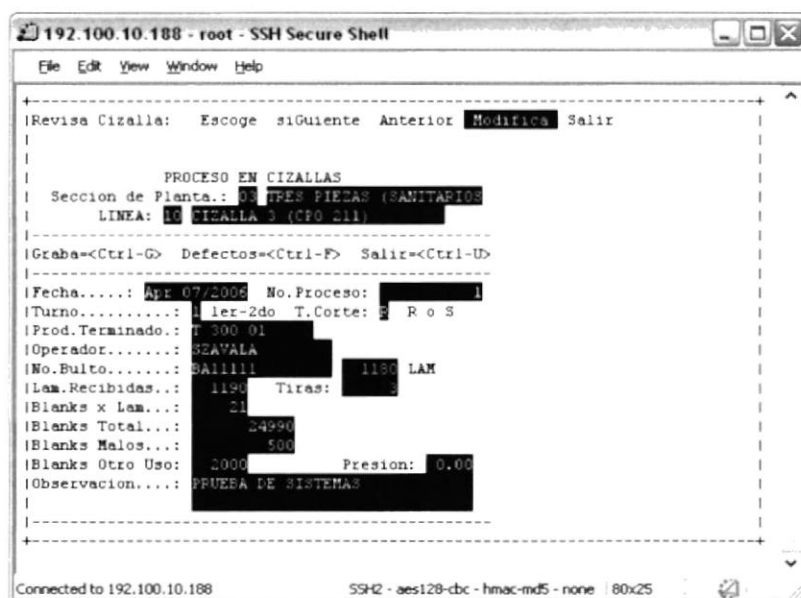 192.100.10.188 - root - SSH Secure Shell
File Edit View Window Help
Revisa Cizalla: Escoge siGuiente Anterior Modifica Salir
PROCESO EN CIZALLAS
Seccion de Planta.: 03 TRES PIEZAS (SANITARIOS
LINEA: 10 CIZALLA 3 (CPO 211)
Graba=<Ctrl-G> Defectos=<Ctrl-F> Salir=<Ctrl-U>
Fecha.....: Apr 07/2006 No.Proceso: 1
Turno..........: 1 1er-2do T.Corte: R R o S
Prod.Terminado.: T 300 01
Operador.......: SZAVALA
No.Bulto.......: BA11111 1180 LAM
Lam.Recibidas..: 1190 Tiras: 3
Blanks x Lam...: 21
Blanks Total...: 24990
Blanks Malos...: 500
Blanks Otro Uso: 2000 Presion: 0.00
Observacion....: PRUEBA DE SISTEMAS
Connected to 192.100.10.188 SSH2 - aes128-cbc - hmac-md5 - none 80x25